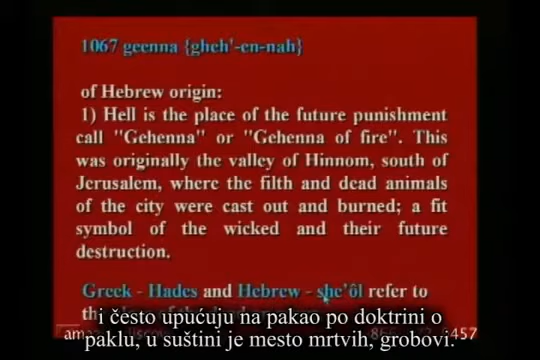 1067 geenna {gheh'-en-nah}
of Hebrew origin:
1) Hell is the place of the future punishment
call "Gehenna" or "Gehenna of fire". This
was originally the valley of Hinnom, south of
Jerusalem, where the filth and dead animals
of the city were cast out and burned; a fit
symbol of the wicked and their future
destruction.
Greek - Hades and Hebrew - she'ôl refer to
i često upućuju na pakao po doktrini o
paklu, u suštini je mesto mrtvih, grobovi.